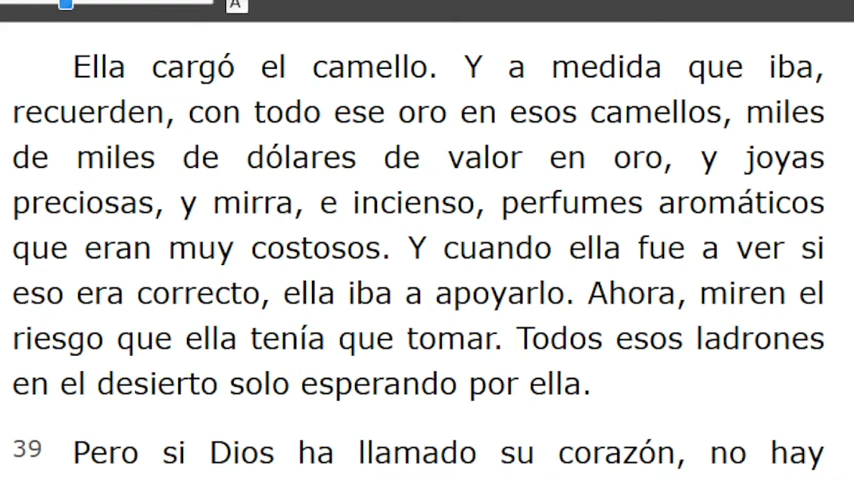 A
Ella cargó el camello. Y a medida que iba,
recuerden, con todo ese oro en esos camellos, miles
de miles de dólares de valor en oro, y joyas
preciosas, y mirra, e incienso, perfumes aromáticos
que eran muy costosos. Y cuando ella fue a ver si
eso era correcto, ella iba a apoyarlo. Ahora, miren el
riesgo que ella tenía que tomar. Todos esos ladrones
en el desierto solo esperando por ella.
39 Pero si Dios ha llamado su corazón, no hay